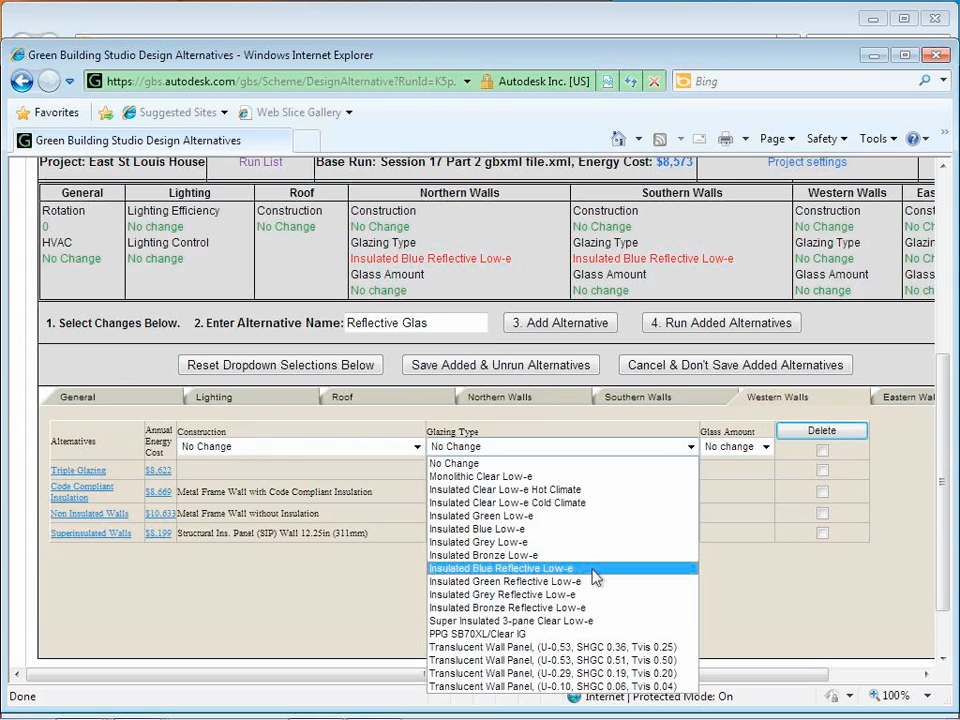 Green Building Studio Design Alternatives - Windows Internet Explorer
https://gbs.autodesk.com/gbs/Scheme/DesignAlternative?RunId=K5p. Autodesk Inc. [US] Bing
Favorites Suggested Sites Web Slice Gallery
Green Building Studio Design Alternatives Page Safety Tools
Project: East St Louis House Run List Base Run: Session 17 Part 2 gbxml file.xml, Energy Cost: $8,573 Project settings
General Lighting Roof Northern Walls Southern Walls Western Walls Eas
Rotation Lighting Efficiency Construction Construction Construction Construction Constr
0 No change No Change No Change No Change No Change No Ch
HVAC Lighting Control Glazing Type Glazing Type Glazing Type Glazing
No Change No change Insulated Blue Reflective Low-e Insulated Blue Reflective Low-e No Change No Ch
Glass Amount Glass Amount Glass Amount Glass
No change No change No change No cha
1. Select Changes Below. 2. Enter Alternative Name: Reflective Glas 3. Add Alternative 4. Run Added Alternatives
Reset Dropdown Selections Below Save Added & Unrun Alternatives Cancel & Don't Save Added Alternatives
General Lighting Roof Northern Walls Southern Walls Western Walls Eastern Wal
Alternatives Annual Energy Cost Construction Glazing Type Glass Amount Delete
No Change No Change No change
Triple Glazing $8,622
Code Compliant Insulation $8,669 Metal Frame Wall with Code Compliant Insulation
Non Insulated Walls $10,633 Metal Frame Wall without Insulation
Superinsulated Walls $8,199 Structural Ins. Panel (SIP) Wall 12.25in (311mm)
No Change
Monolithic Clear Low-e
Insulated Clear Low-e Hot Climate
Insulated Clear Low-e Cold Climate
Insulated Green Low-e
Insulated Blue Low-e
Insulated Grey Low-e
Insulated Bronze Low-e
Insulated Blue Reflective Low-e
Insulated Green Reflective Low-e
Insulated Grey Reflective Low-e
Insulated Bronze Reflective Low-e
Super Insulated 3-pane Clear Low-e
PPG SB70XL/Clear IG
Translucent Wall Panel, (U-0.53, SHGC 0.36, Tvis 0.25)
Translucent Wall Panel, (U-0.53, SHGC 0.51, Tvis 0.50)
Translucent Wall Panel, (U-0.29, SHGC 0.19, Tvis 0.20)
Translucent Wall Panel, (U-0.10, SHGC 0.06, Tvis 0.04)
Done Internet | Protected Mode: On 100%